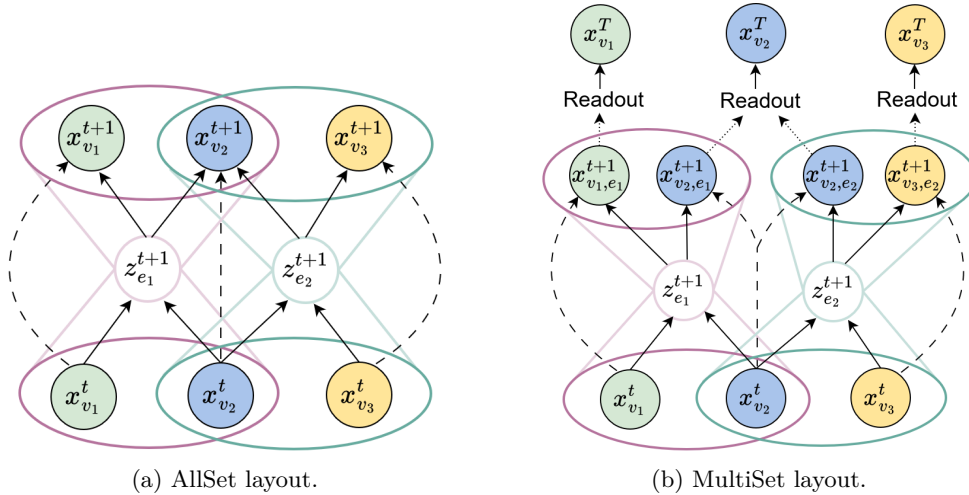 x_{v_1}^{T} x_{v_2}^{T} x_{v_3}^{T}
Readout Readout Readout
x_{v_1}^{t+1} x_{v_2}^{t+1} x_{v_3}^{t+1}
x_{v_1,e_1}^{t+1} x_{v_2,e_1}^{t+1} x_{v_2,e_2}^{t+1} x_{v_3,e_2}^{t+1}
z_{e_1}^{t+1} z_{e_2}^{t+1}
z_{e_1}^{t+1} z_{e_2}^{t+1}
x_{v_1}^{t} x_{v_2}^{t} x_{v_3}^{t}
x_{v_1}^{t} x_{v_2}^{t} x_{v_3}^{t}
(a) AllSet layout.
(b) MultiSet layout.